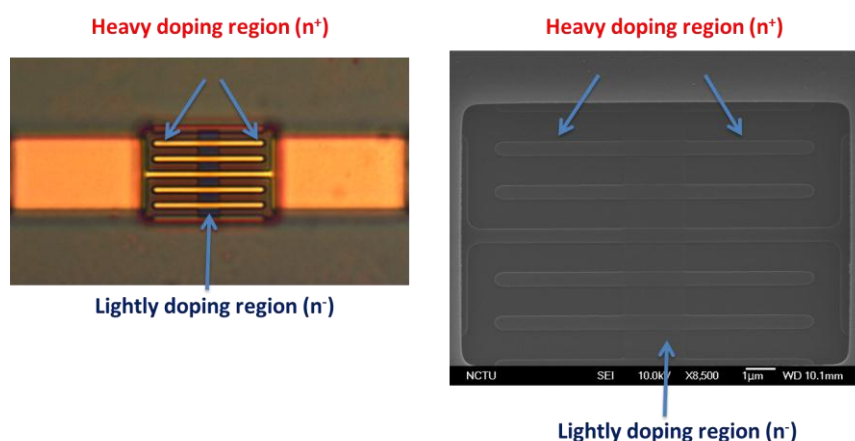 Heavy doping region (n⁺)
Heavy doping region (n⁺)
Lightly doping region (n⁻)
NCTU SEI 10.0kV X8,500 1μm WD 10.1mm
Lightly doping region (n⁻)